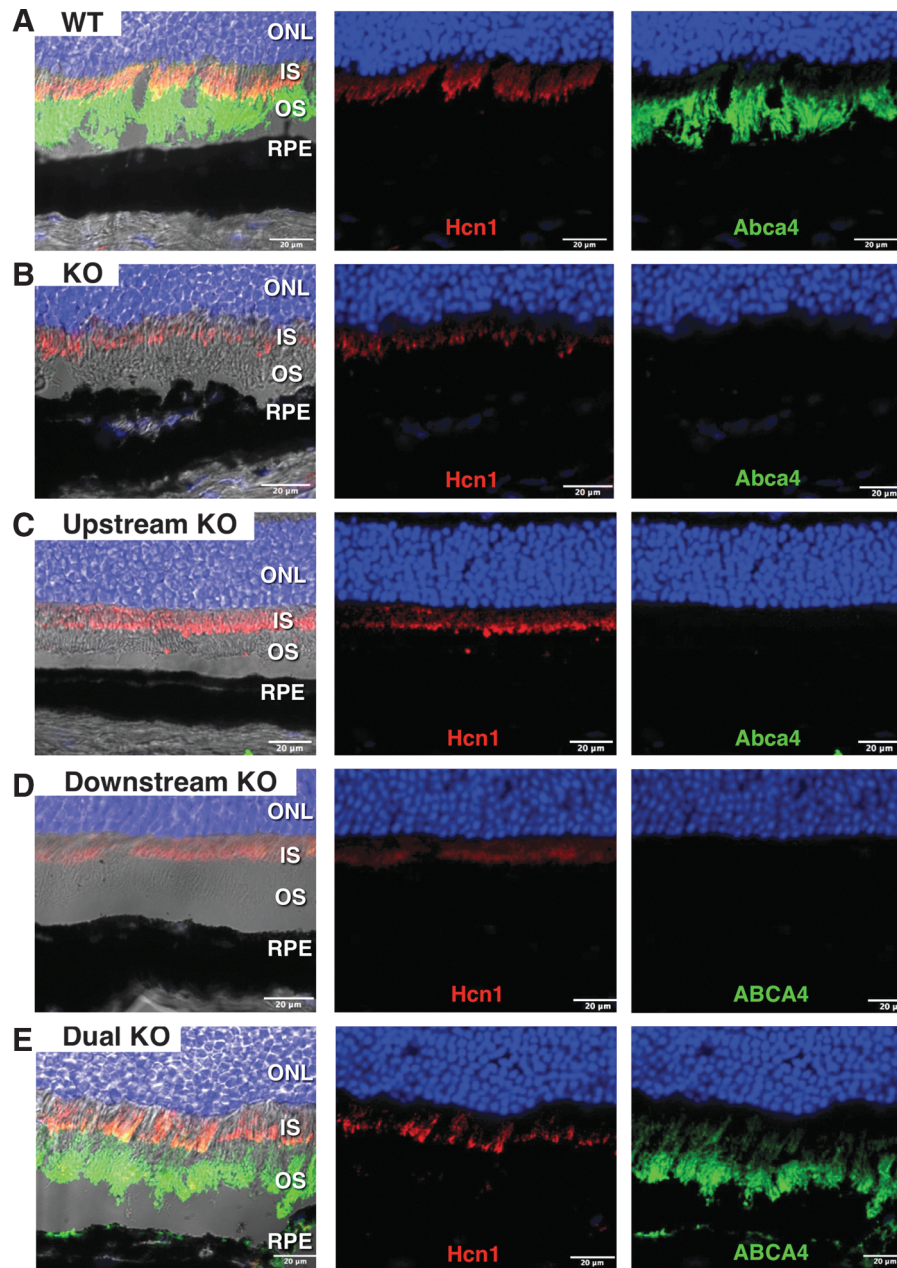 A WT
ONL
IS
OS
RPE
20 µm
Hcn1
20 µm
Abca4
20 µm
B KO
ONL
IS
OS
RPE
20 µm
Hcn1
20 µm
Abca4
20 µm
C Upstream KO
ONL
IS
OS
RPE
20 µm
Hcn1
20 µm
Abca4
20 µm
D Downstream KO
ONL
IS
OS
RPE
20 µm
Hcn1
20 µm
ABCA4
20 µ
E Dual KO
ONL
IS
OS
RPE
20 µm
Hcn1
20 µm
ABCA4
20 µm